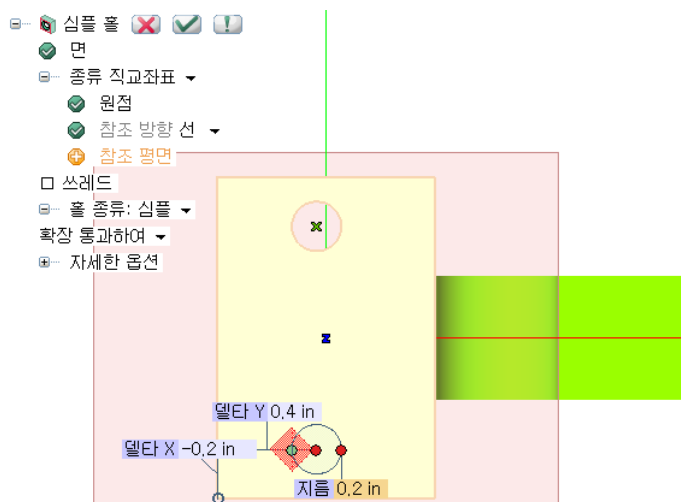 심플 홀
면
종류 직교좌표
원점
참조 방향 선
참조 평면
쓰레드
홀 종류: 심플
확장 통과하여
자세한 옵션
x
z
델타 Y 0.4 in
델타 X -0.2 in
지름 0.2 in